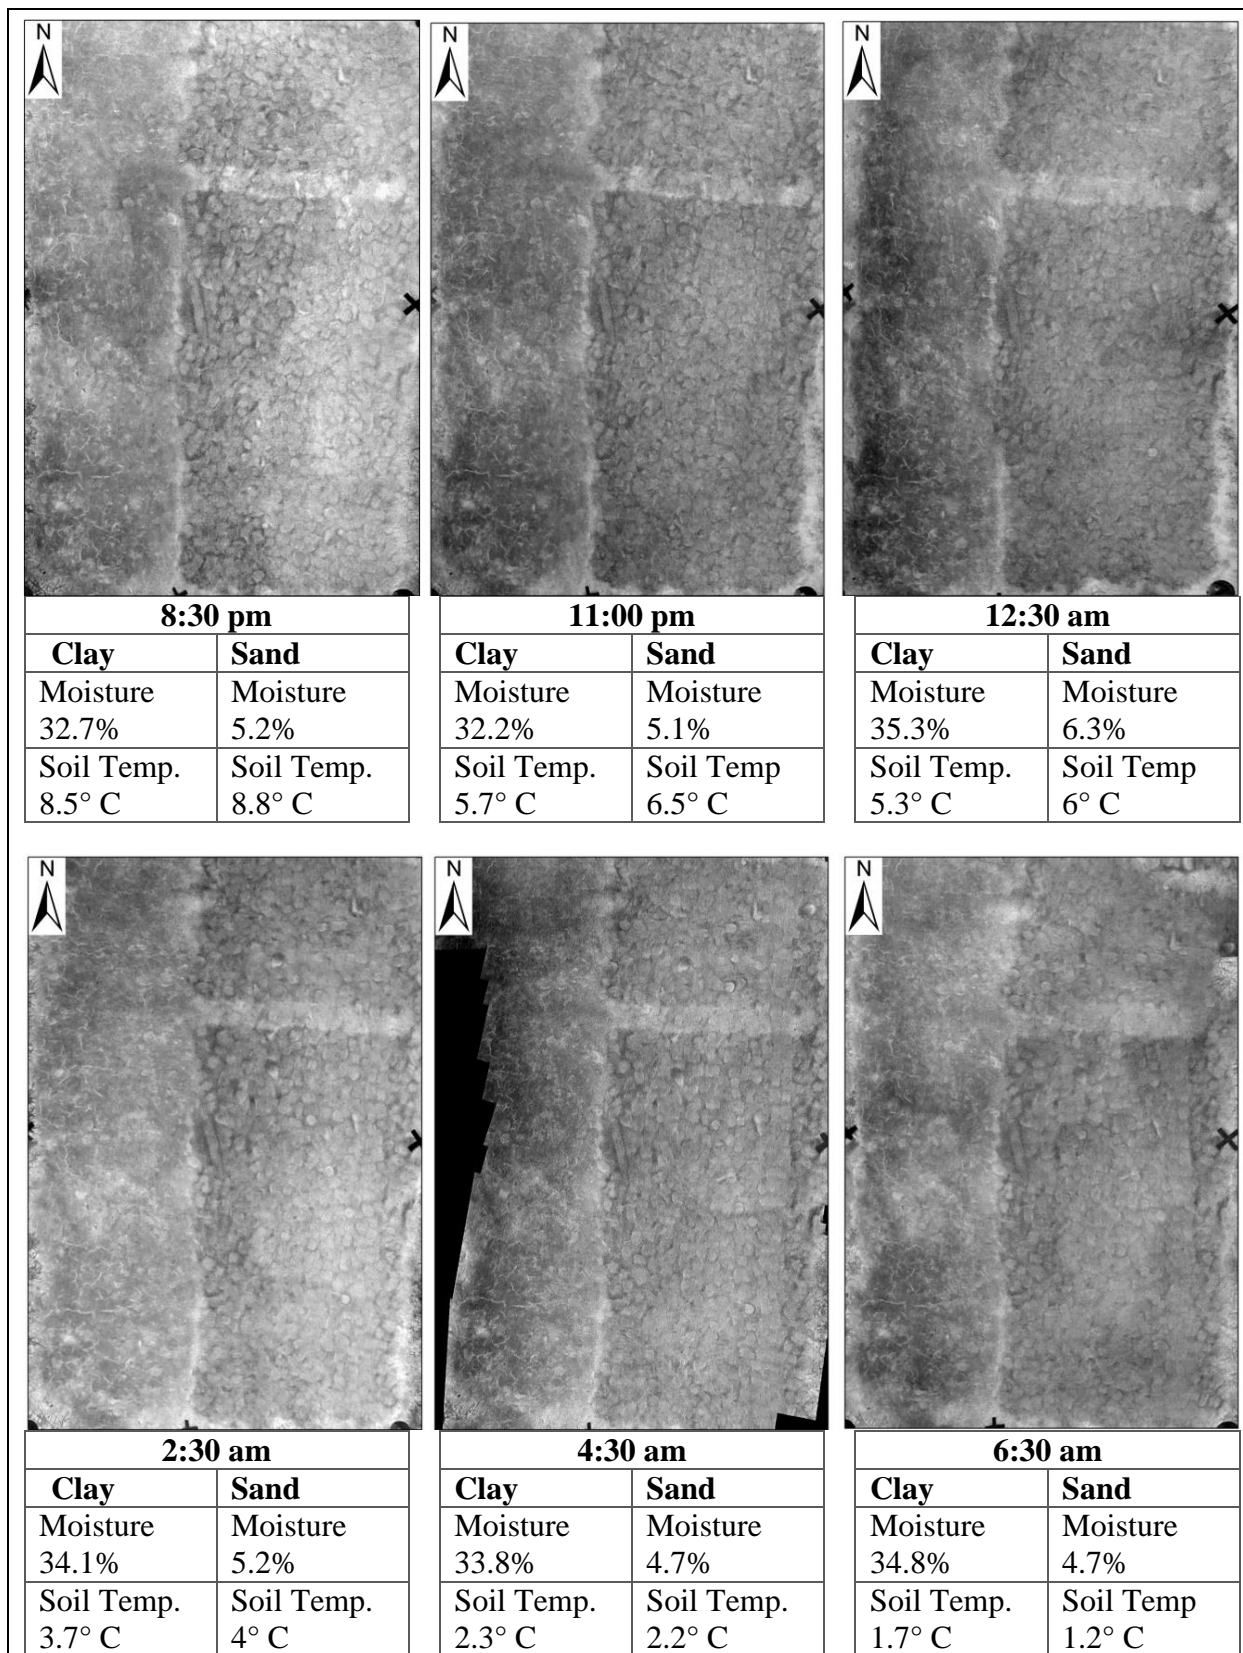 N N N
8:30 pm
Clay Sand
Moisture Moisture
32.7% 5.2%
Soil Temp. Soil Temp.
8.5° C 8.8° C
11:00 pm
Clay Sand
Moisture Moisture
32.2% 5.1%
Soil Temp. Soil Temp
5.7° C 6.5° C
12:30 am
Clay Sand
Moisture Moisture
35.3% 6.3%
Soil Temp. Soil Temp
5.3° C 6° C
N N N
2:30 am
Clay Sand
Moisture Moisture
34.1% 5.2%
Soil Temp. Soil Temp.
3.7° C 4° C
4:30 am
Clay Sand
Moisture Moisture
33.8% 4.7%
Soil Temp. Soil Temp.
2.3° C 2.2° C
6:30 am
Clay Sand
Moisture Moisture
34.8% 4.7%
Soil Temp. Soil Temp
1.7° C 1.2° C